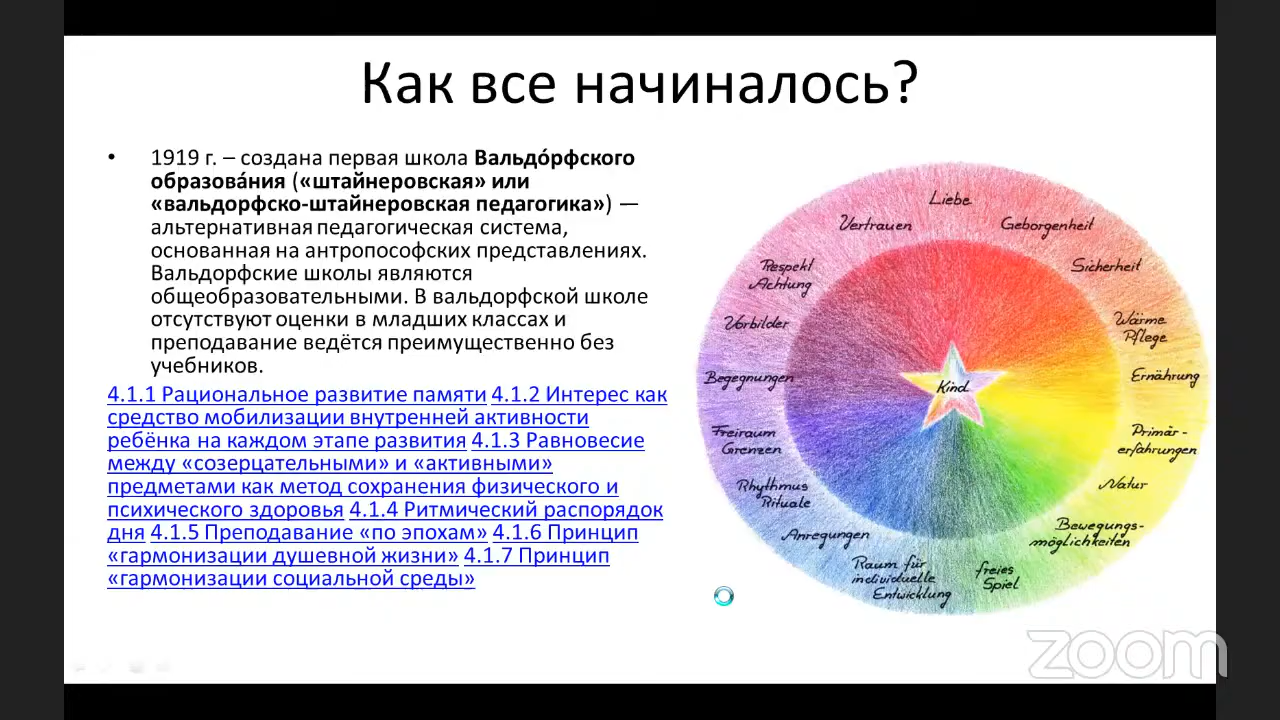 Как все начиналось?
• 1919 г. – создана первая школа Вальдо́рфского
образова́ния («штайнеровская» или
«вальдорфско-штайнеровская педагогика») —
альтернативная педагогическая система,
основанная на антропософских представлениях.
Вальдорфские школы являются
общеобразовательными. В вальдорфской школе
отсутствуют оценки в младших классах и
преподавание ведётся преимущественно без
учебников.
4.1.1 Рациональное развитие памяти 4.1.2 Интерес как
средство мобилизации внутренней активности
ребёнка на каждом этапе развития 4.1.3 Равновесие
между «созерцательными» и «активными»
предметами как метод сохранения физического и
психического здоровья 4.1.4 Ритмический распорядок
дня 4.1.5 Преподавание «по эпохам» 4.1.6 Принцип
«гармонизации душевной жизни» 4.1.7 Принцип
«гармонизации социальной среды»
Liebe
Geborgenheit
Sicherheit
Wärme
Pflege
Ernährung
Primär-
erfahrungen
Natur
Bewegungs-
möglichkeiten
freies
Spiel
Raum für
individuelle
Entwicklung
Anregungen
Rhythmus
Rituale
Freiraum
Grenzen
Begegnungen
Vorbilder
Respekt
Achtung
Vertrauen
Kind
zoom